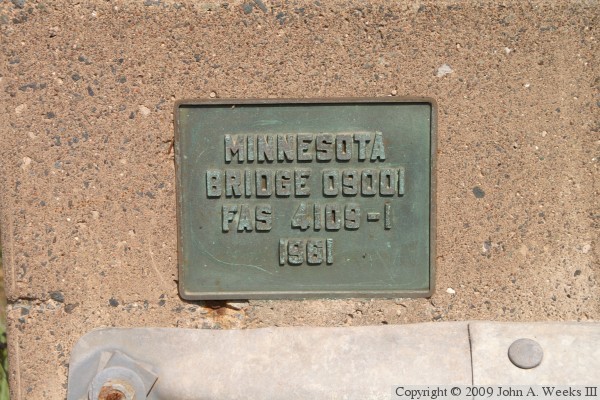 MINNESOTA
BRIDGE 09001
FAS 4109-1
1961
Copyright © 2009 John A. Weeks III